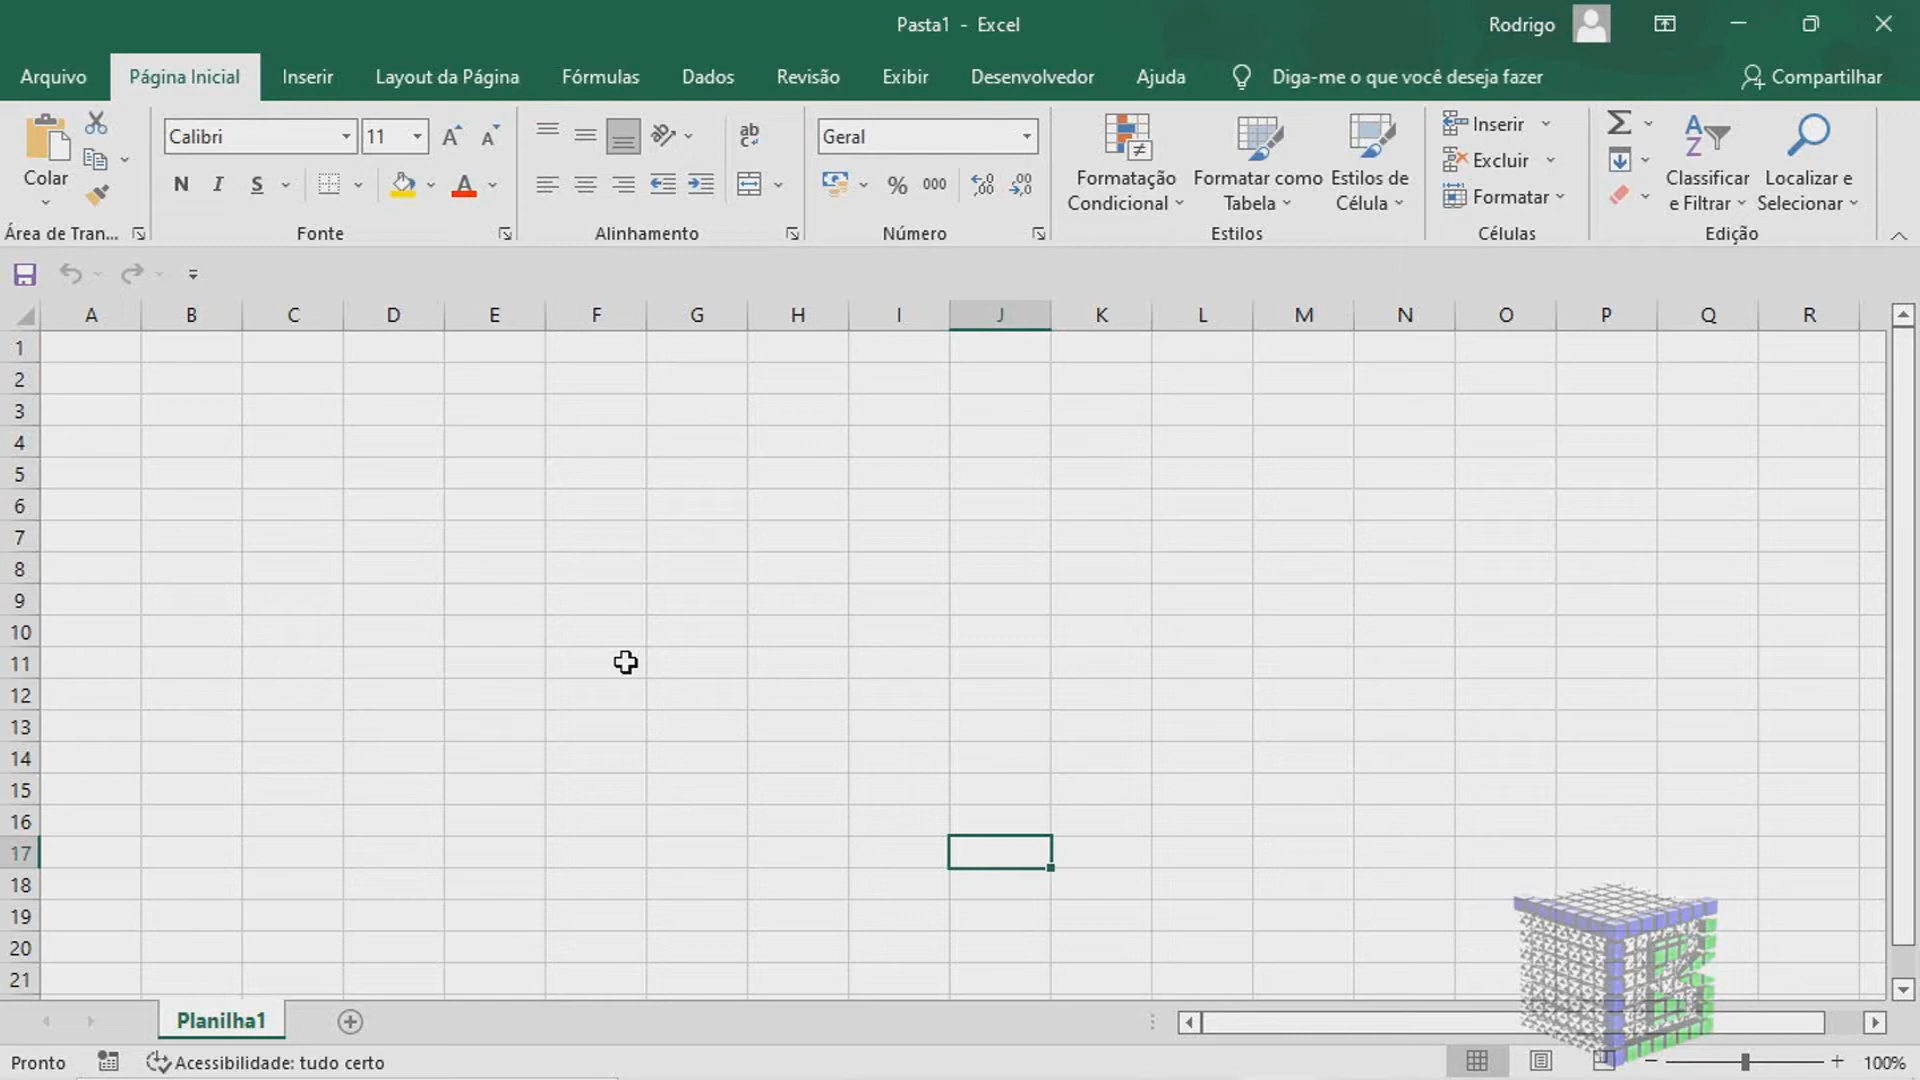 Pasta1 - Excel
Rodrigo
Arquivo Página Inicial Inserir Layout da Página Fórmulas Dados Revisão Exibir Desenvolvedor Ajuda Diga-me o que você deseja fazer Compartilhar
Colar
Área de Tran...
Calibri 11
N I S
Fonte
ab
Alinhamento
Geral
% 000
Número
Formatação Condicional
Formatar como Tabela
Estilos de Célula
Estilos
Inserir
Excluir
Formatar
Células
Classificar e Filtrar
Localizar e Selecionar
Edição
A B C D E F G H I J K L M N O P Q R
1
2
3
4
5
6
7
8
9
10
11
12
13
14
15
16
17
18
19
20
21
Planilha1
Pronto Acessibilidade: tudo certo 100%